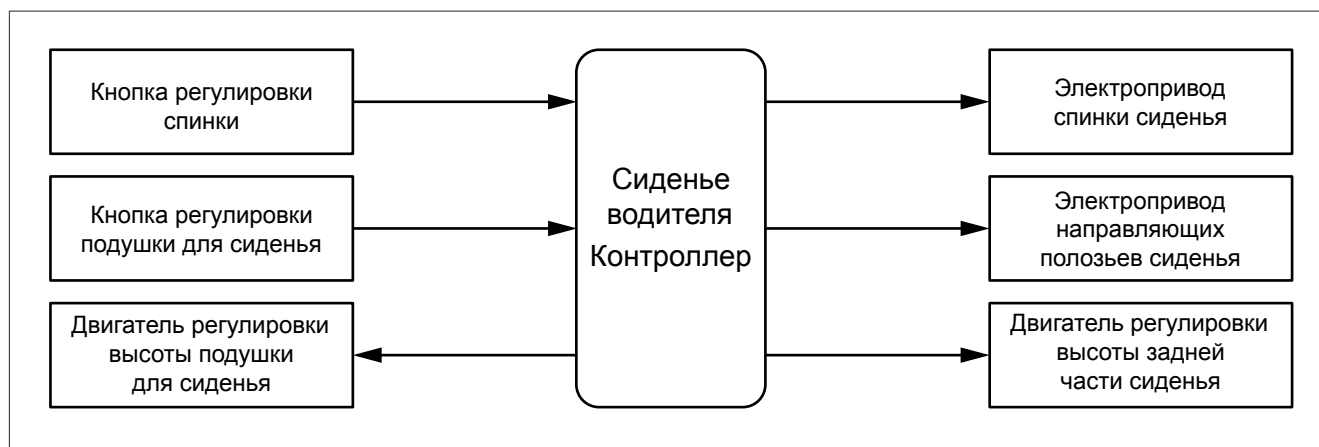 Кнопка регулировки
спинки
Кнопка регулировки
подушки для сиденья
Двигатель регулировки
высоты подушки
для сиденья
Сиденье
водителя
Контроллер
Электропривод
спинки сиденья
Электропривод
направляющих
полозьев сиденья
Двигатель регулировки
высоты задней
части сиденья